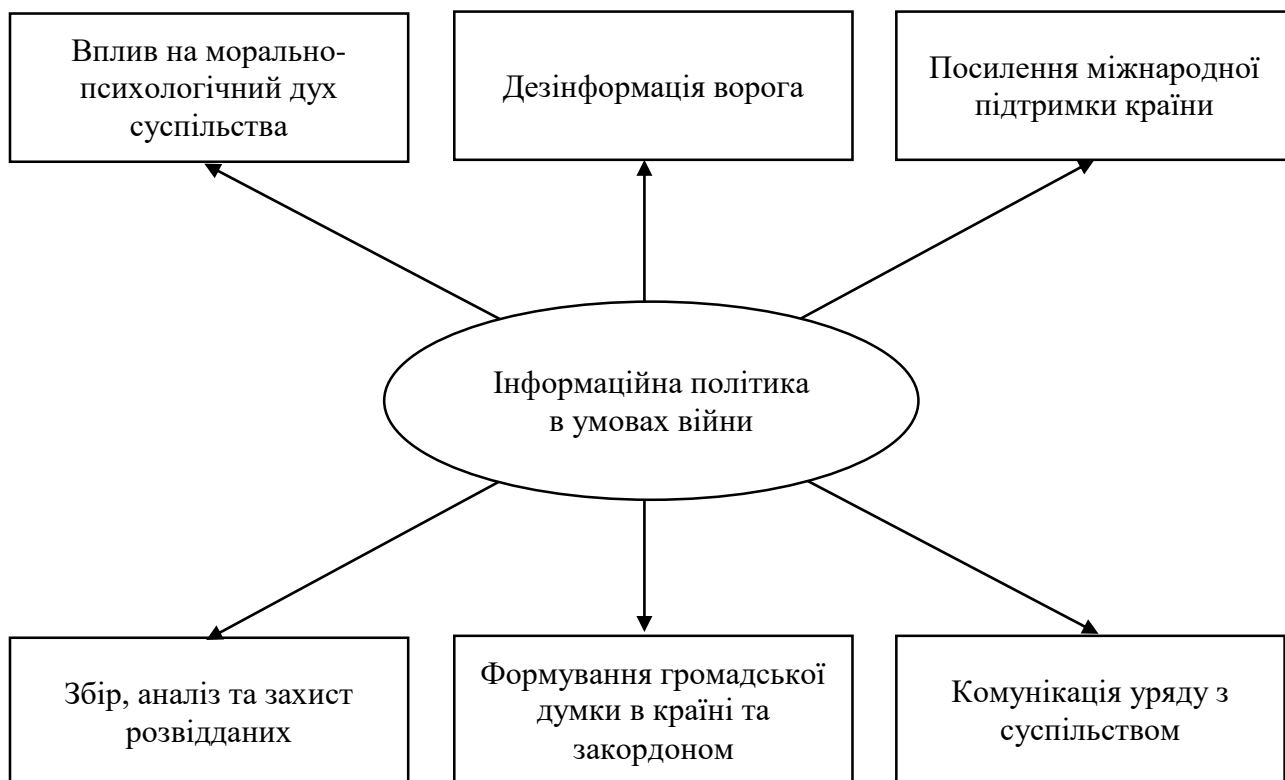 Вплив на морально-
психологічний дух
суспільства
Дезінформація ворога
Посилення міжнародної
підтримки країни
Інформаційна політика
в умовах війни
Збір, аналіз та захист
розвідданих
Формування громадської
думки в країні та
закордоном
Комунікація уряду з
суспільством